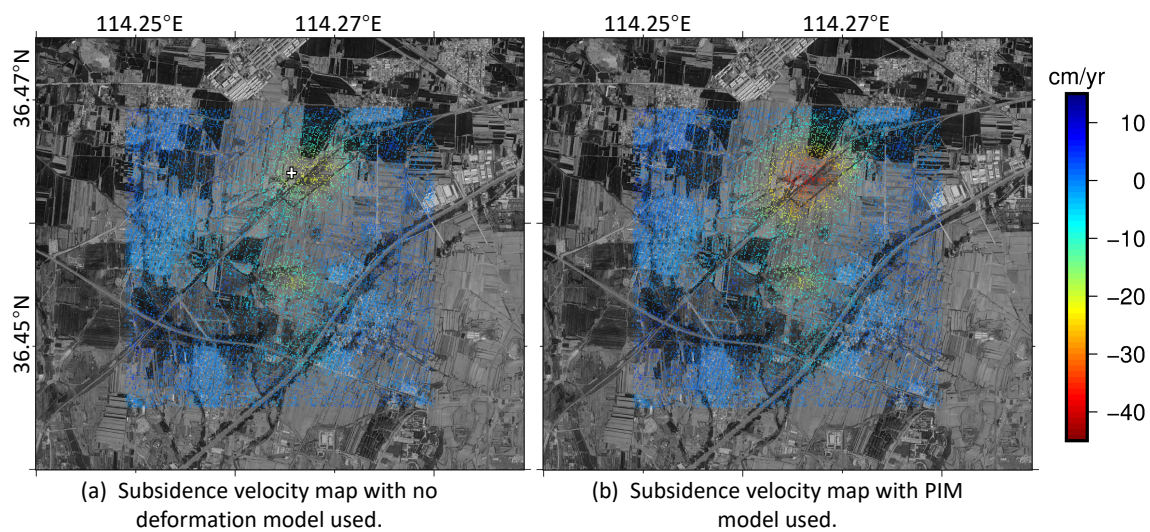 114.25°E 114.27°E 114.25°E 114.27°E
36.47°N
36.45°N
cm/yr
10
0
−10
−20
−30
−40
(a) Subsidence velocity map with no
deformation model used.
(b) Subsidence velocity map with PIM
model used.